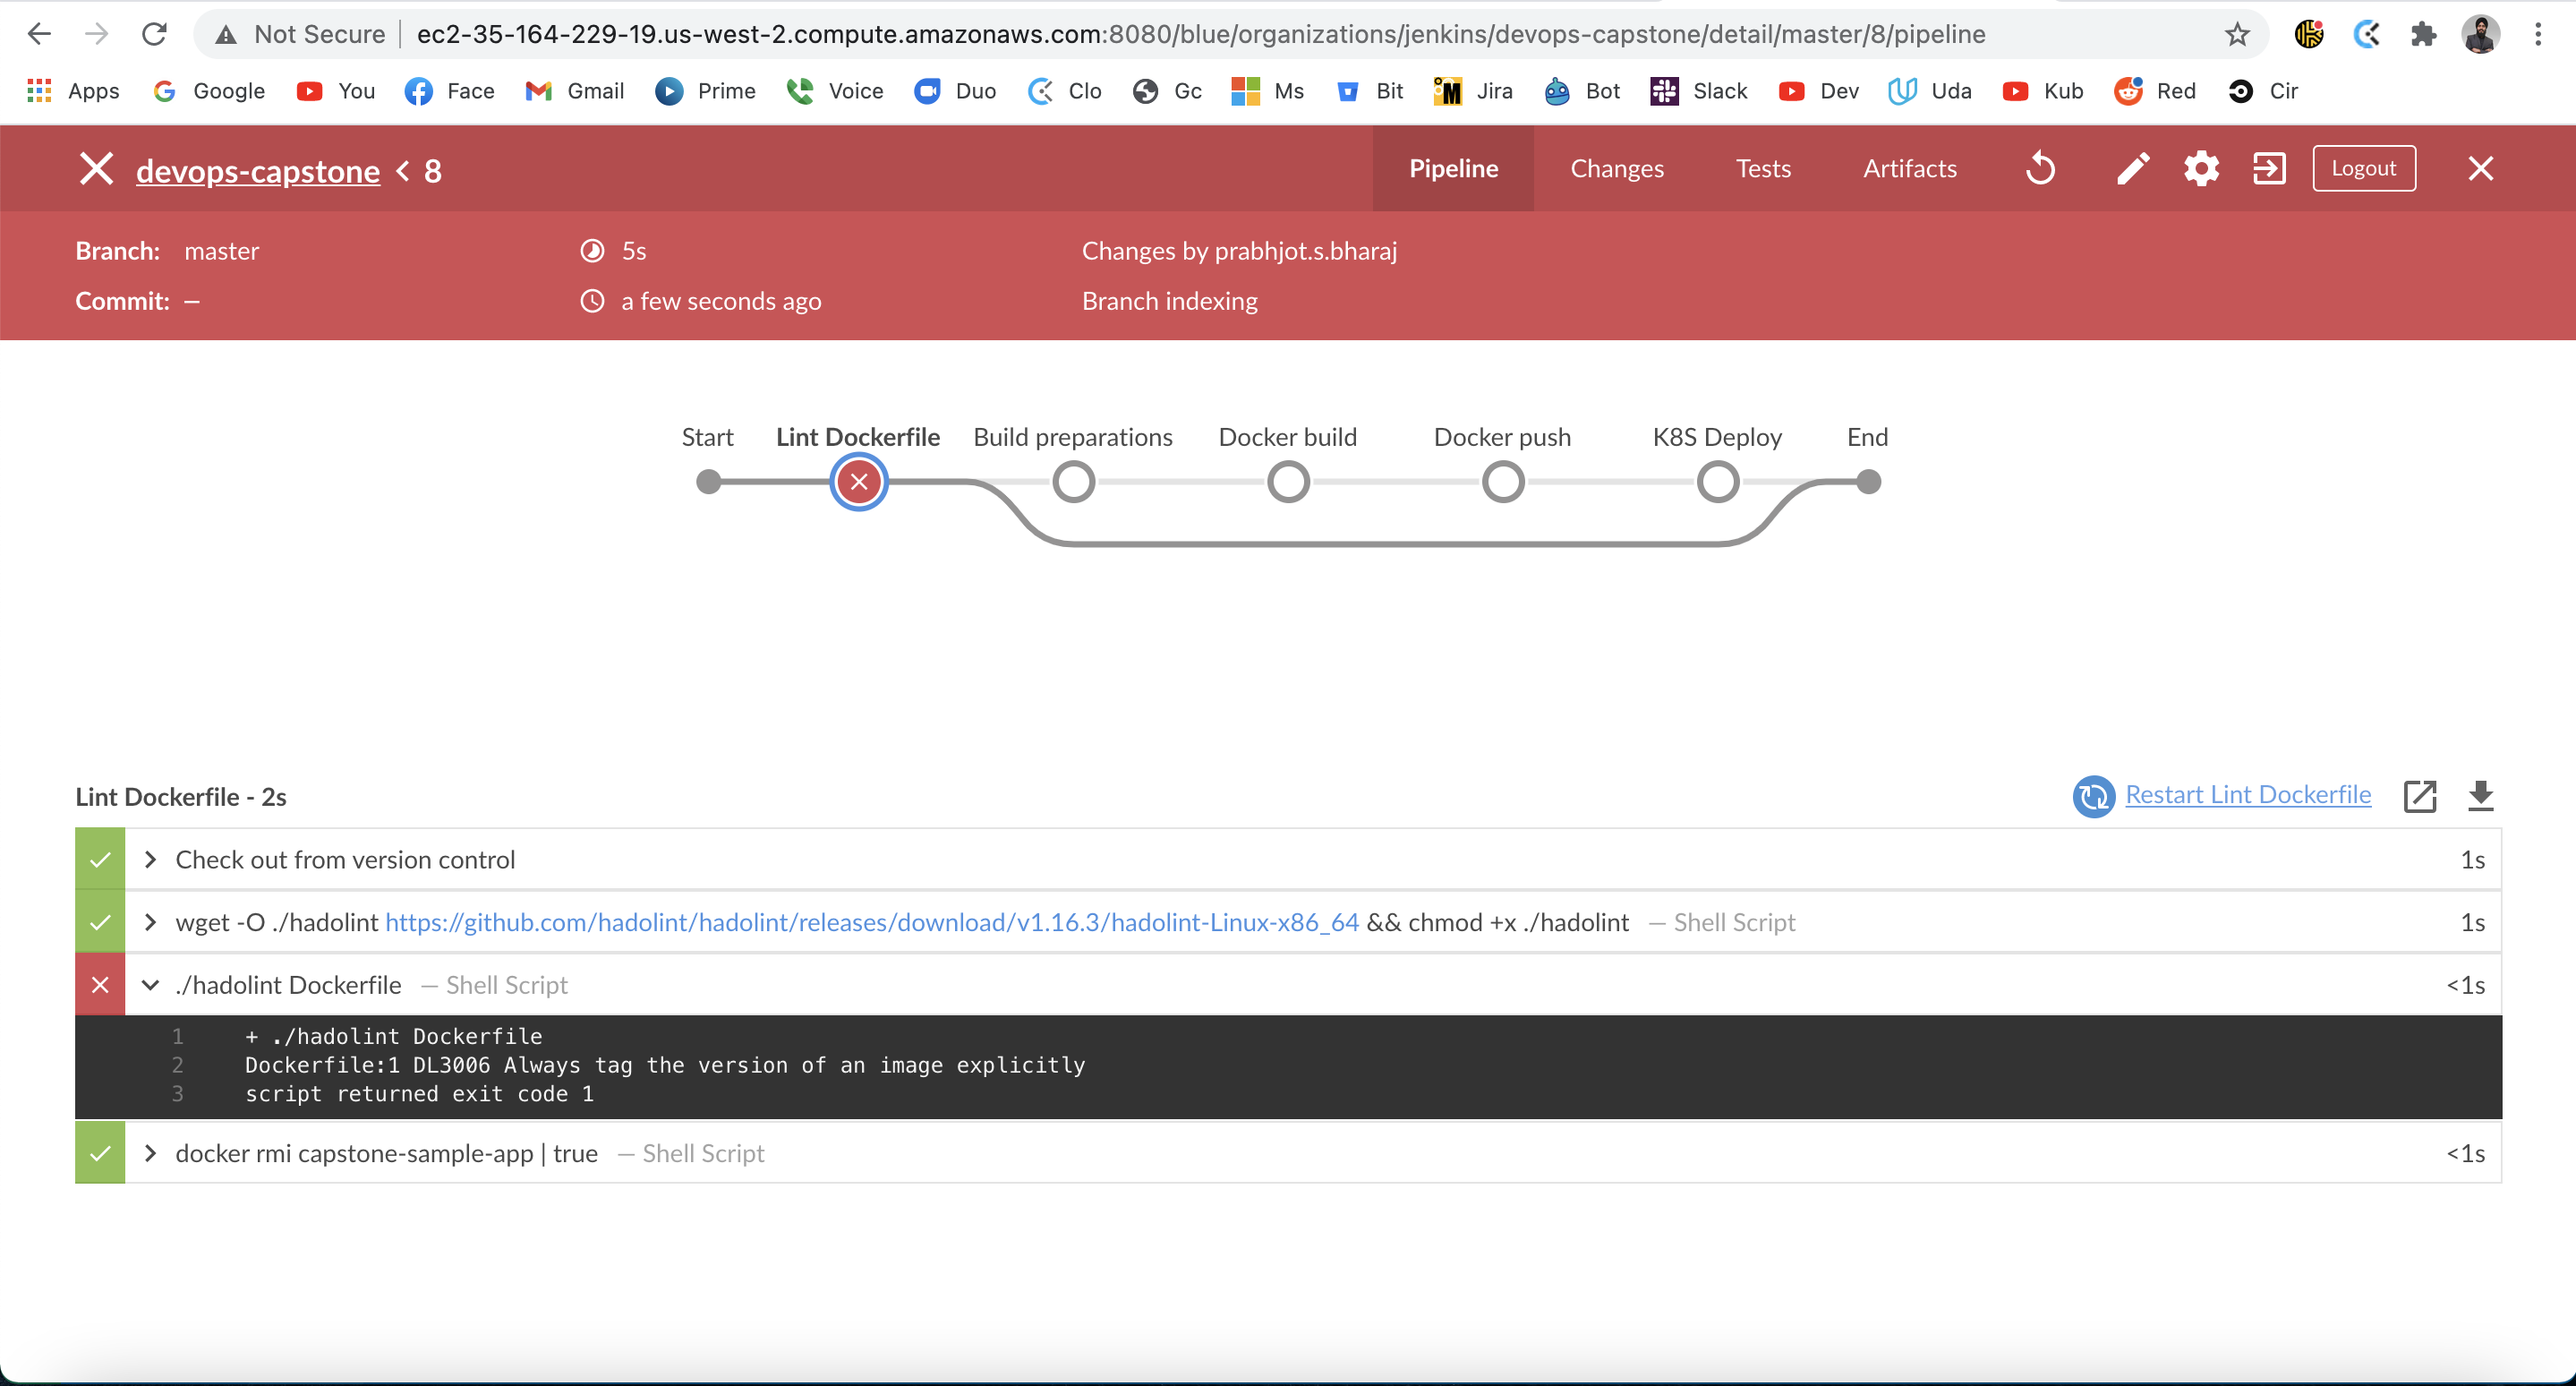 Not Secure | ec2-35-164-229-19.us-west-2.compute.amazonaws.com:8080/blue/organizations/jenkins/devops-capstone/detail/master/8/pipeline
Apps Google You Face Gmail Prime Voice Duo Clo Gc Ms Bit Jira Bot Slack Dev Uda Kub Red Cir
devops-capstone < 8 Pipeline Changes Tests Artifacts Logout
Branch: master 5s Changes by prabhjot.s.bharaj
Commit: — a few seconds ago Branch indexing
Start Lint Dockerfile Build preparations Docker build Docker push K8S Deploy End
Lint Dockerfile - 2s Restart Lint Dockerfile
Check out from version control 1s
wget -O ./hadolint https://github.com/hadolint/hadolint/releases/download/v1.16.3/hadolint-Linux-x86_64 && chmod +x ./hadolint — Shell Script 1s
./hadolint Dockerfile — Shell Script <1s
1 + ./hadolint Dockerfile
2 Dockerfile:1 DL3006 Always tag the version of an image explicitly
3 script returned exit code 1
docker rmi capstone-sample-app | true — Shell Script <1s